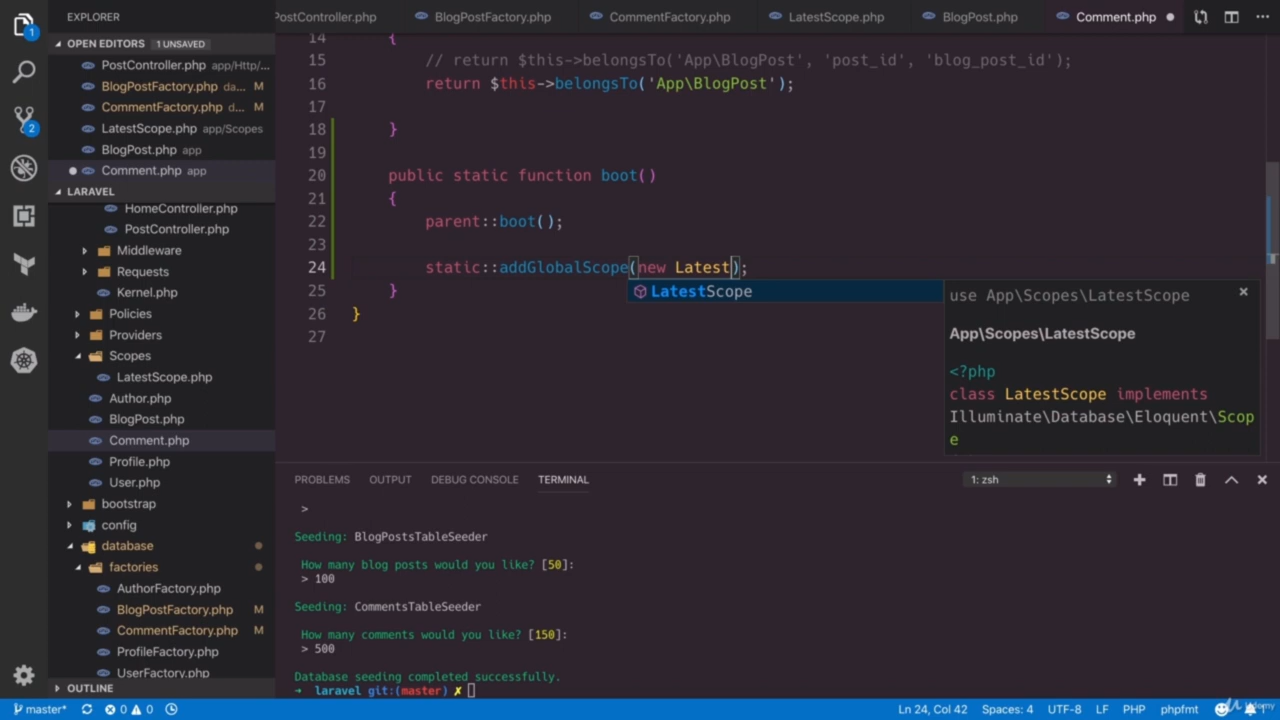 EXPLORER
OPEN EDITORS 1 UNSAVED
PostController.php app/Http/...
BlogPostFactory.php da... M
CommentFactory.php d... M
LatestScope.php app/Scopes
BlogPost.php app
Comment.php app
LARAVEL
HomeController.php
PostController.php
Middleware
Requests
Kernel.php
Policies
Providers
Scopes
LatestScope.php
Author.php
BlogPost.php
Comment.php
Profile.php
User.php
bootstrap
config
database
factories
AuthorFactory.php
BlogPostFactory.php M
CommentFactory.php M
ProfileFactory.php
UserFactory.php
OUTLINE
1
2
PostController.php BlogPostFactory.php CommentFactory.php LatestScope.php BlogPost.php Comment.php
14 {
15 // return $this->belongsTo('App\BlogPost', 'post_id', 'blog_post_id');
16 return $this->belongsTo('App\BlogPost');
17
18 }
19
20 public static function boot()
21 {
22 parent::boot();
23
24 static::addGlobalScope(new Latest);
25 }
26 }
27
LatestScope
use App\Scopes\LatestScope
App\Scopes\LatestScope
<?php
class LatestScope implements
Illuminate\Database\Eloquent\Scop
e
PROBLEMS OUTPUT DEBUG CONSOLE TERMINAL 1: zsh
>
Seeding: BlogPostsTableSeeder
How many blog posts would you like? [50]:
> 100
Seeding: CommentsTableSeeder
How many comments would you like? [150]:
> 500
Database seeding completed successfully.
→ laravel git:(master) ✗
master* 0 0 Ln 24, Col 42 Spaces: 4 UTF-8 LF PHP phpfmt
Udemy